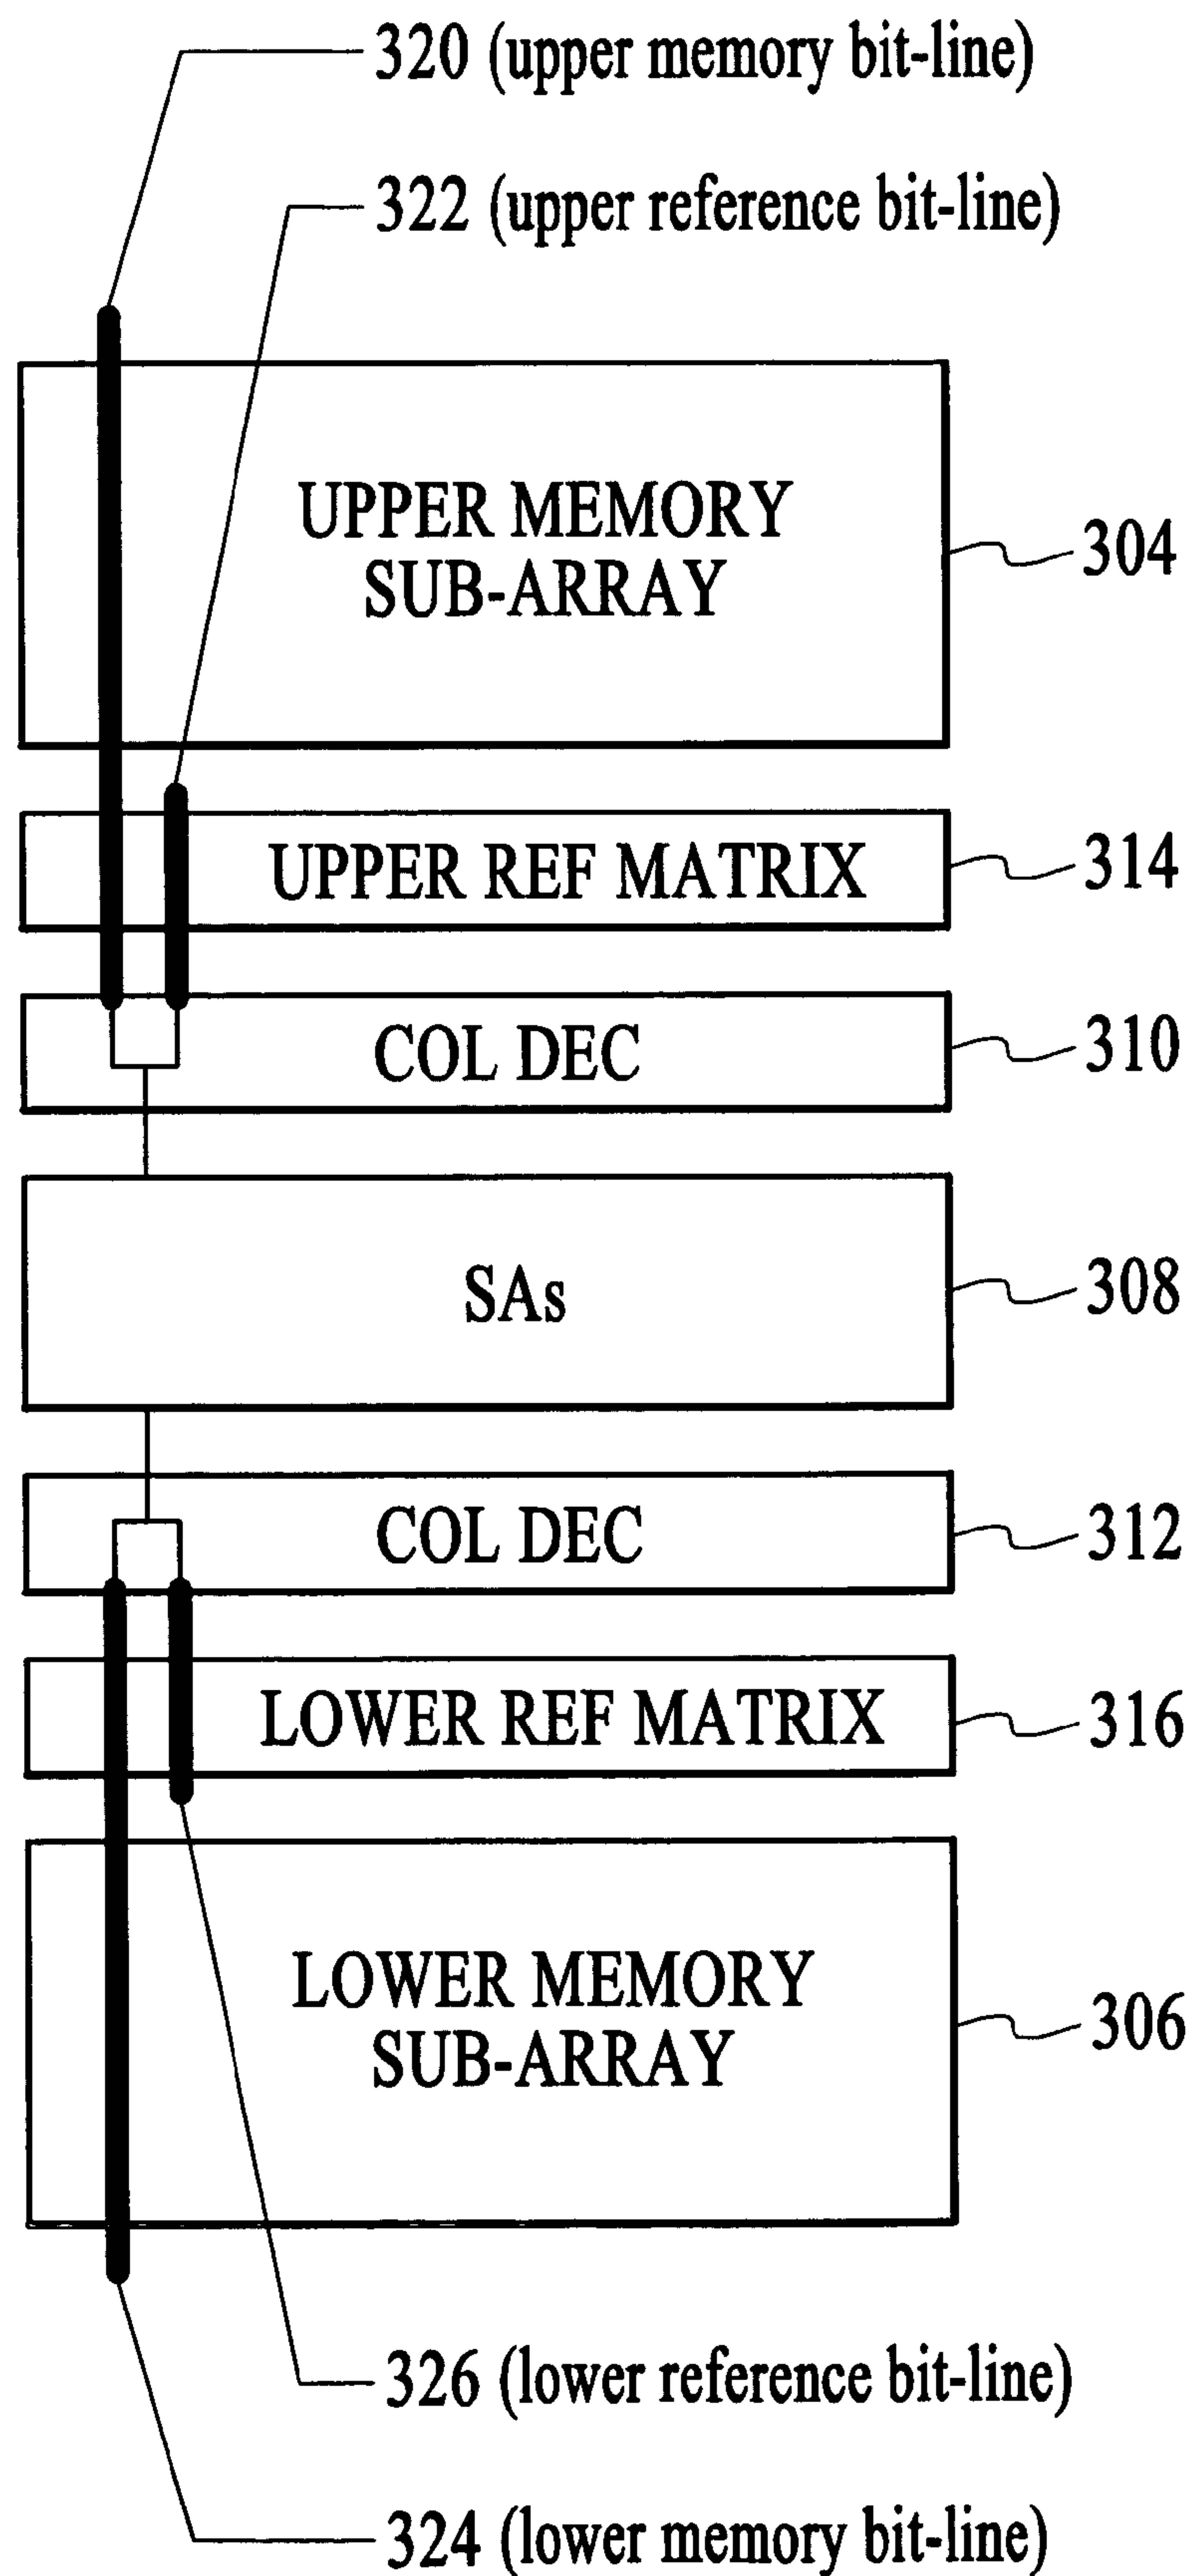 320 (upper memory bit-line)
322 (upper reference bit-line)
UPPER MEMORY
SUB-ARRAY
304
UPPER REF MATRIX
314
COL DEC
310
SAs
308
COL DEC
312
LOWER REF MATRIX
316
LOWER MEMORY
SUB-ARRAY
306
326 (lower reference bit-line)
324 (lower memory bit-line)